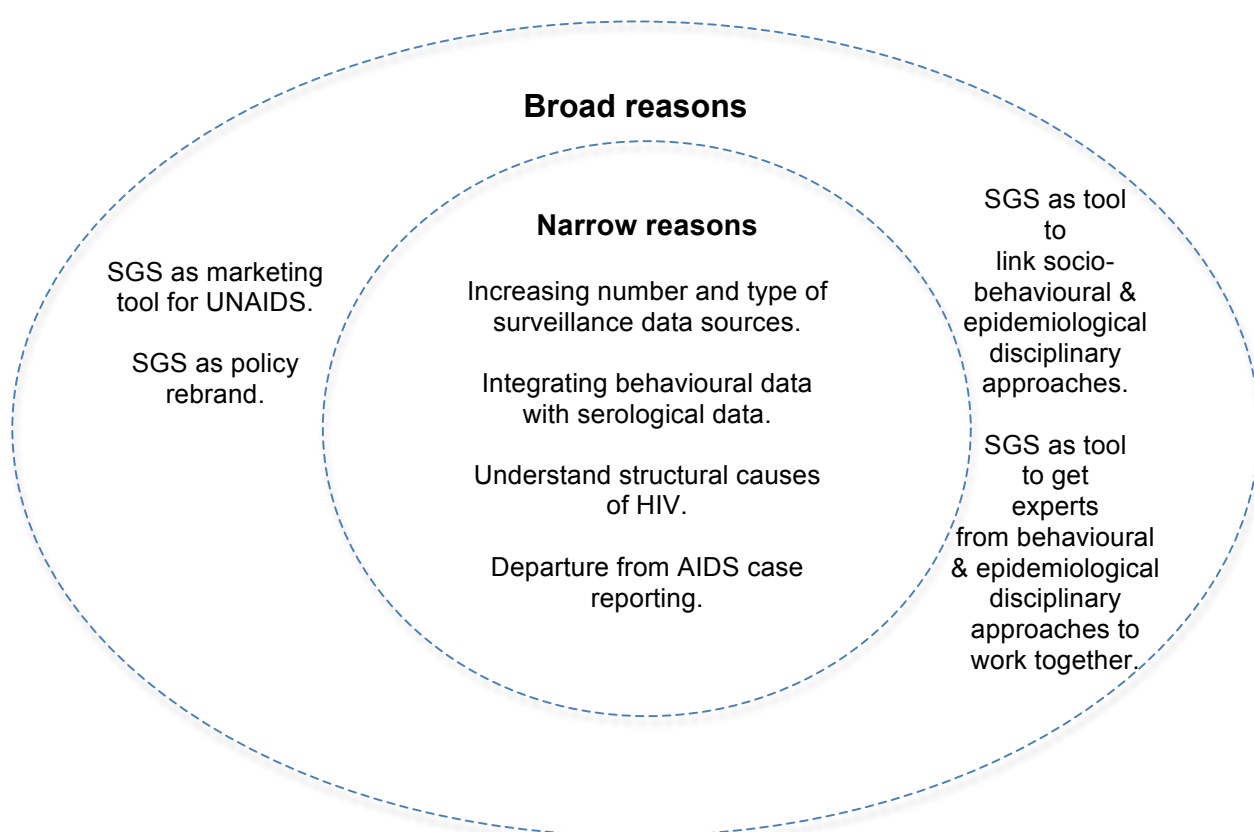 Broad reasons
Narrow reasons
Increasing number and type of
surveillance data sources.
Integrating behavioural data
with serological data.
Understand structural causes
of HIV.
Departure from AIDS case
reporting.
SGS as marketing
tool for UNAIDS.
SGS as policy
rebrand.
SGS as tool
to
link socio-
behavioural &
epidemiological
disciplinary
approaches.
SGS as tool
to get
experts
from behavioural
& epidemiological
disciplinary
approaches to
work together.